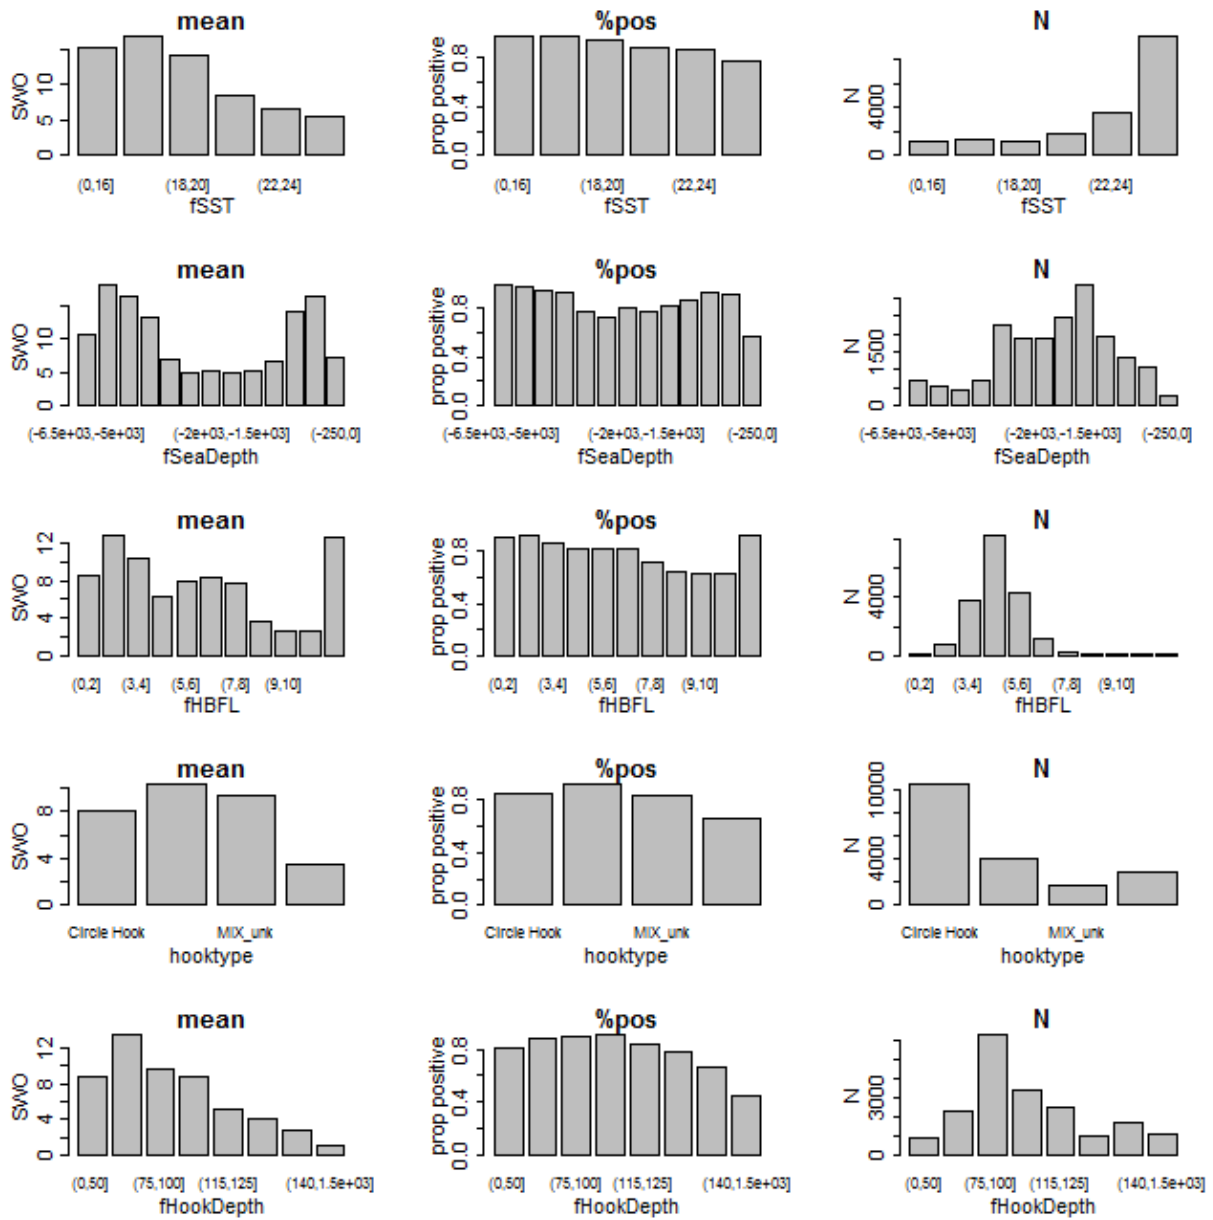 mean %pos N
SWO 0 5 10
prop positive 0.0 0.4 0.8
N 0 4000
(0,16] (18,20] (22,24] (0,16] (18,20] (22,24] (0,16] (18,20] (22,24]
fSST fSST fSST
mean %pos N
SWO 0 5 10
prop positive 0.0 0.4 0.8
N 0 1500
(-6.5e+03,-5e+03] (-2e+03,-1.5e+03] (-250,0] (-6.5e+03,-5e+03] (-2e+03,-1.5e+03] (-250,0] (-6.5e+03,-5e+03] (-2e+03,-1.5e+03] (-250,0]
fSeaDepth fSeaDepth fSeaDepth
mean %pos N
SWO 0 4 8 12
prop positive 0.0 0.4 0.8
N 0 4000
(0,2] (3,4] (5,6] (7,8] (9,10] (0,2] (3,4] (5,6] (7,8] (9,10] (0,2] (3,4] (5,6] (7,8] (9,10]
fHBFL fHBFL fHBFL
mean %pos N
SWO 0 4 8
prop positive 0.0 0.4 0.8
N 0 4000 10000
Circle Hook MIX_unk Circle Hook MIX_unk Circle Hook MIX_unk
hooktype hooktype hooktype
mean %pos N
SWO 0 4 8 12
prop positive 0.0 0.4 0.8
N 0 3000
(0,50] (75,100] (115,125] (140,1.5e+03] (0,50] (75,100] (115,125] (140,1.5e+03] (0,50] (75,100] (115,125] (140,1.5e+03]
fHookDepth fHookDepth fHookDepth